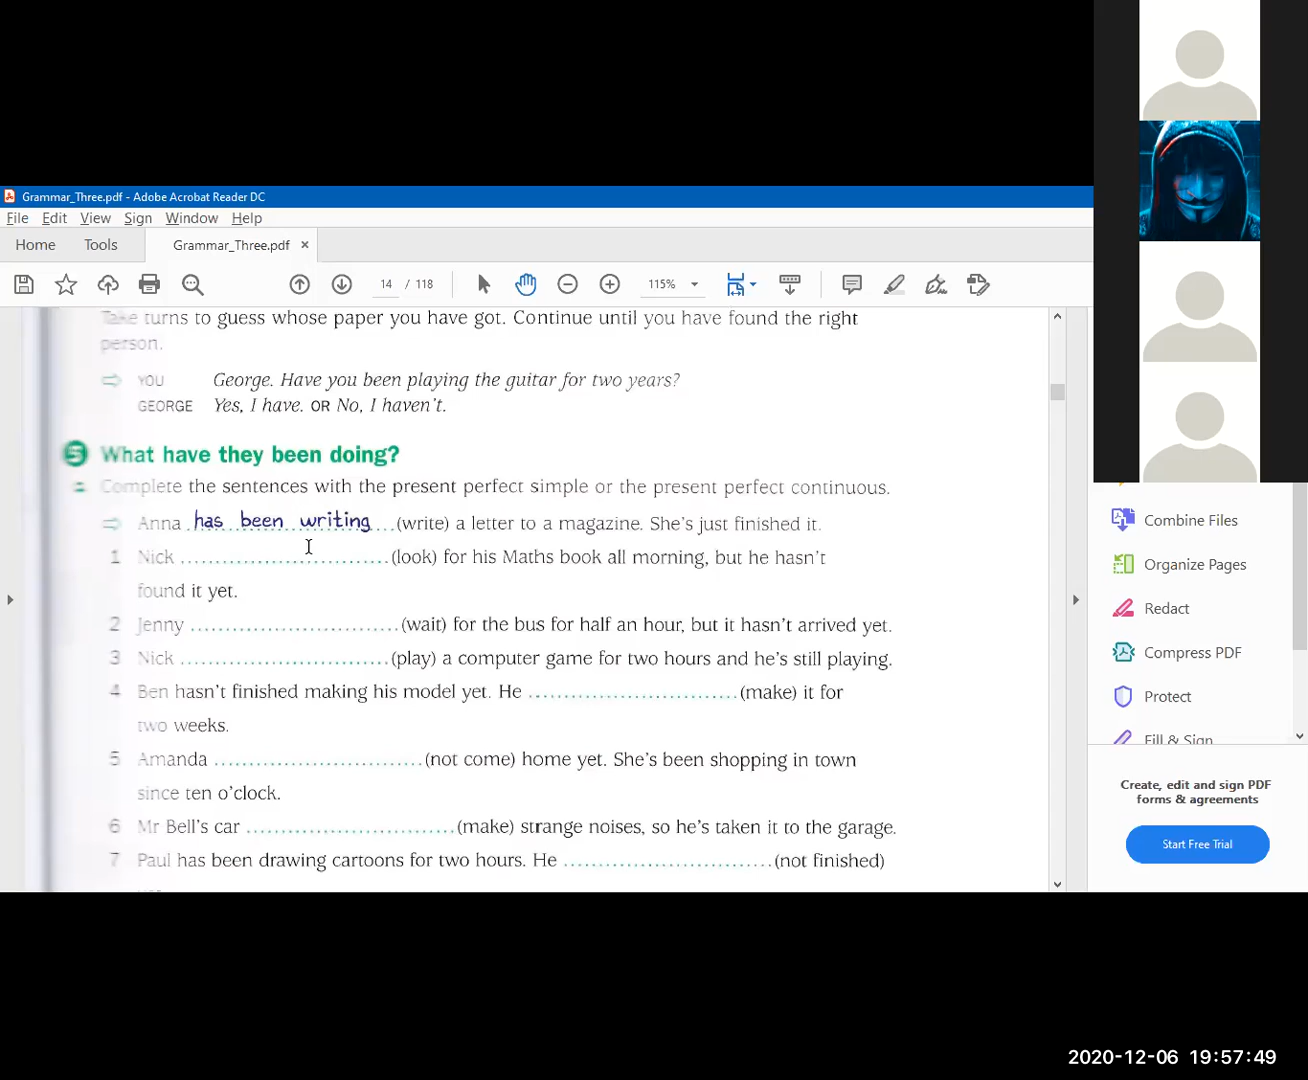 Grammar_Three.pdf - Adobe Acrobat Reader DC
File Edit View Sign Window Help
Home Tools Grammar_Three.pdf ×
14 / 118 115%
Take turns to guess whose paper you have got. Continue until you have found the right
person.
YOU George. Have you been playing the guitar for two years?
GEORGE Yes, I have. OR No, I haven't.
5 What have they been doing?
Complete the sentences with the present perfect simple or the present perfect continuous.
Anna has been writing (write) a letter to a magazine. She's just finished it.
1 Nick .............................. (look) for his Maths book all morning, but he hasn't
found it yet.
2 Jenny .............................. (wait) for the bus for half an hour, but it hasn't arrived yet.
3 Nick .............................. (play) a computer game for two hours and he's still playing.
4 Ben hasn't finished making his model yet. He .............................. (make) it for
two weeks.
5 Amanda .............................. (not come) home yet. She's been shopping in town
since ten o'clock.
6 Mr Bell's car .............................. (make) strange noises, so he's taken it to the garage.
7 Paul has been drawing cartoons for two hours. He .............................. (not finished)
Combine Files
Organize Pages
Redact
Compress PDF
Protect
Fill & Sign
Create, edit and sign PDF
forms & agreements
Start Free Trial
2020-12-06 19:57:49